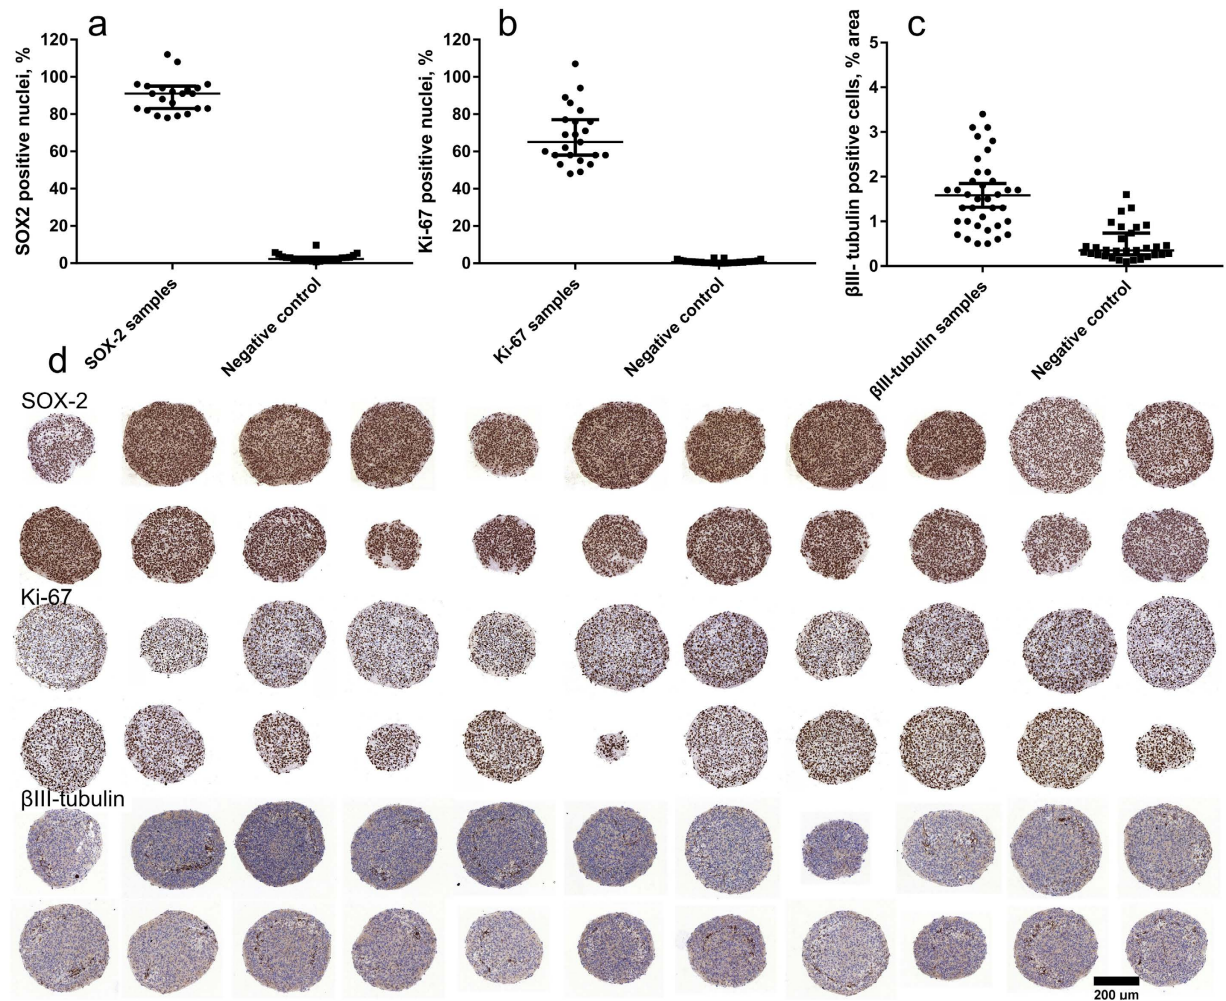 a
SOX2 positive nuclei, %
120
100
80
60
40
20
0
SOX-2 samples
Negative control
b
Ki-67 positive nuclei, %
120
100
80
60
40
20
0
Ki-67 samples
Negative control
c
βIII- tubulin positive cells, % area
5
4
3
2
1
0
βIII-tubulin samples
Negative control
d
SOX-2
Ki-67
βIII-tubulin
200 μm